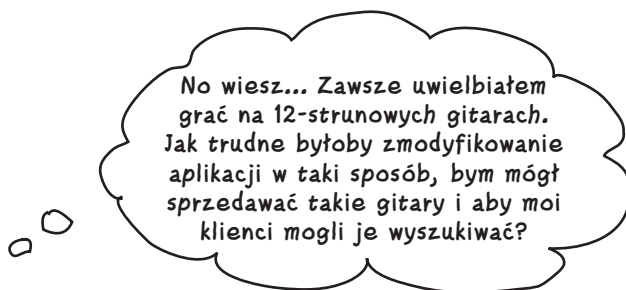 No wiesz... Zawsze uwielbiałem
grać na 12-strunowych gitarach.
Jak trudne byłoby zmodyfikowanie
aplikacji w taki sposób, bym mógł
sprzedawać takie gitary i aby moi
klienci mogli je wyszukiwać?